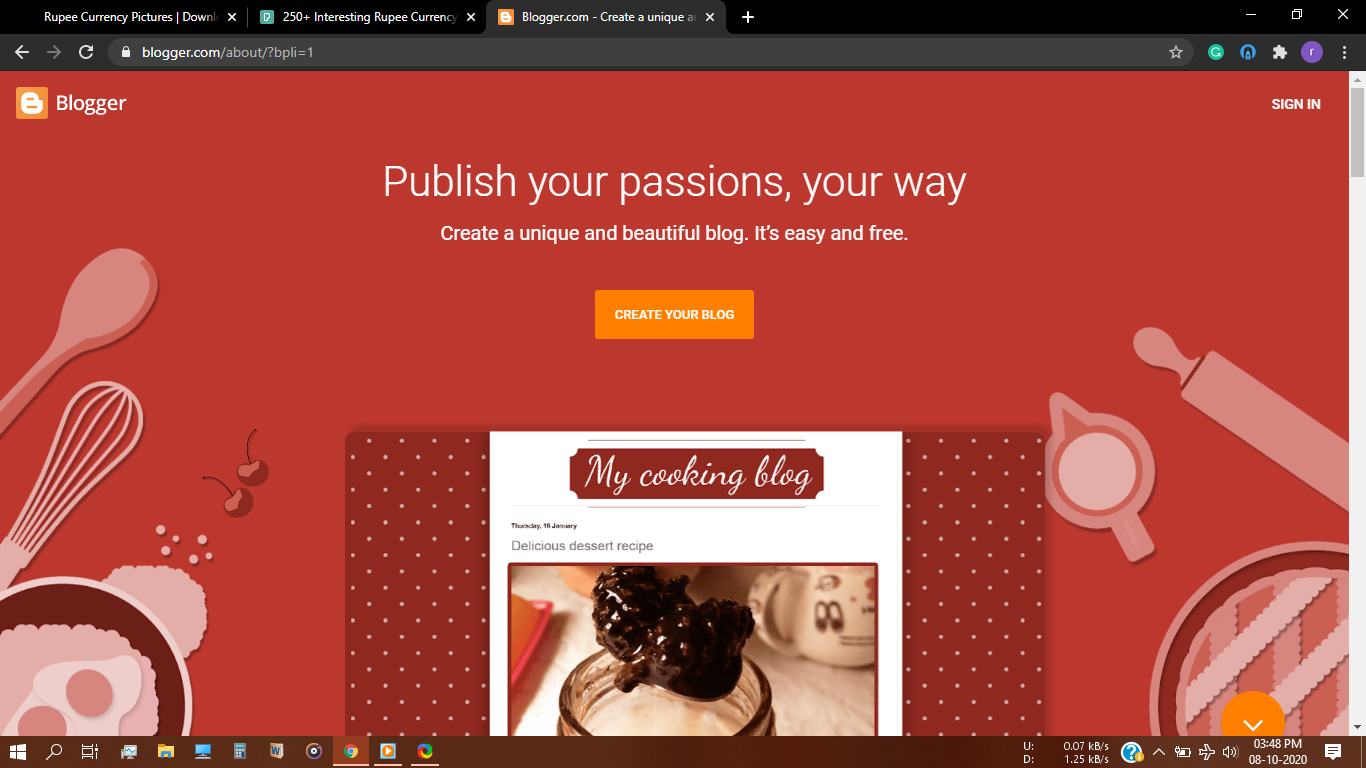 Rupee Currency Pictures | Downl
250+ Interesting Rupee Currency
Blogger.com - Create a unique ar
blogger.com/about/?bpli=1
r
Blogger
SIGN IN
Publish your passions, your way
Create a unique and beautiful blog. It’s easy and free.
CREATE YOUR BLOG
My cooking blog
Thursday, 16 January
Delicious dessert recipe
U: 0.07 kB/s
D: 1.25 kB/s
03:48 PM
08-10-2020